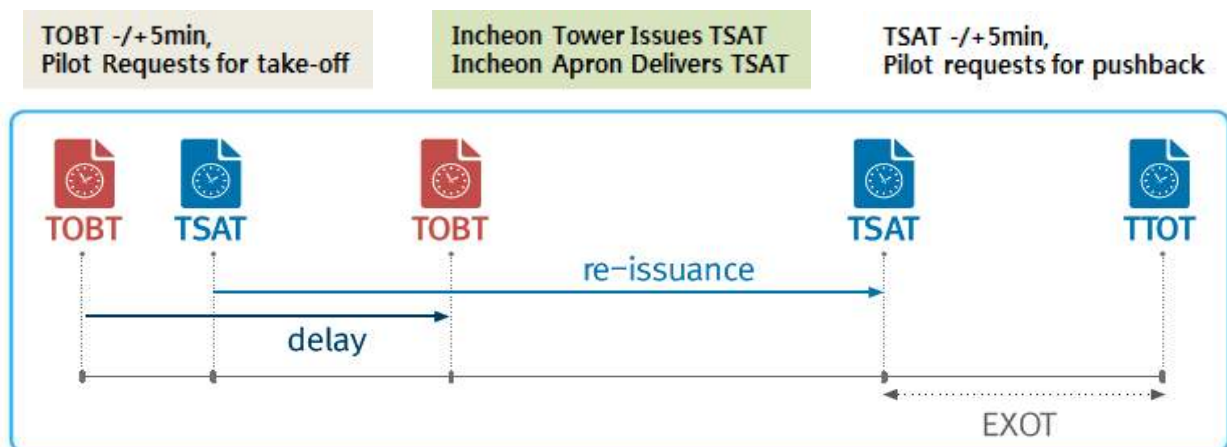 TOBT -/+5min,
Pilot Requests for take-off
Incheon Tower Issues TSAT
Incheon Apron Delivers TSAT
TSAT -/+5min,
Pilot requests for pushback
TOBT
TSAT
TOBT
TSAT
TTOT
re-issuance
delay
EXOT